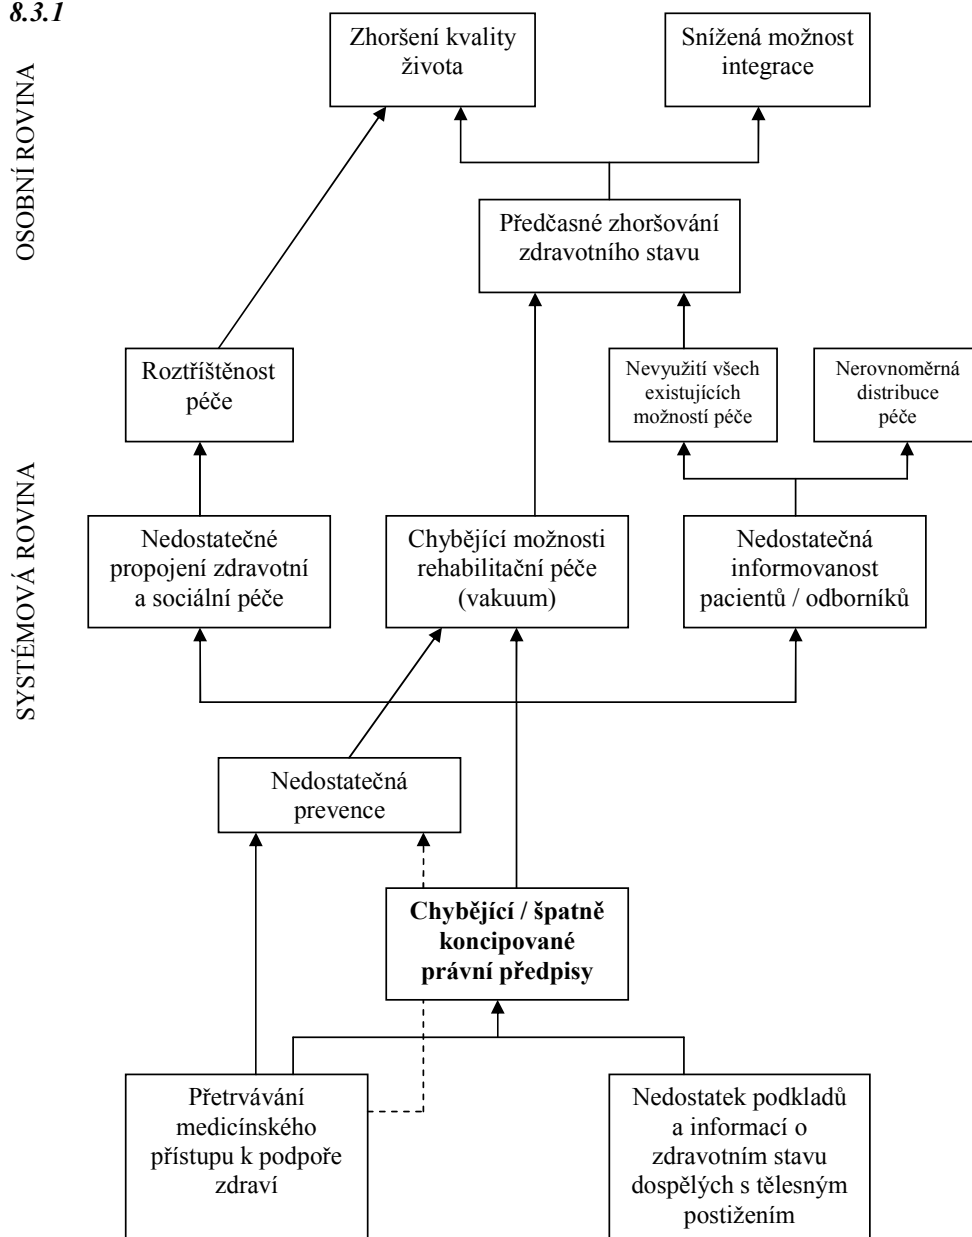 8.3.1
OSOBNÍ ROVINA
Zhoršení kvality
života
Snížená možnost
integrace
Předčasné zhoršování
zdravotního stavu
SYSTÉMOVÁ ROVINA
Roztříštěnost
péče
Nevyužití všech
existujících
možností péče
Nerovnoměrná
distribuce
péče
Nedostatečné
propojení zdravotní
a sociální péče
Chybějící možnosti
rehabilitační péče
(vakuum)
Nedostatečná
informovanost
pacientů / odborníků
Nedostatečná
prevence
Chybějící / špatně
koncipované
právní předpisy
Přetrvávání
medicínského
přístupu k podpoře
zdraví
Nedostatek podkladů
a informací o
zdravotním stavu
dospělých s tělesným
postižením